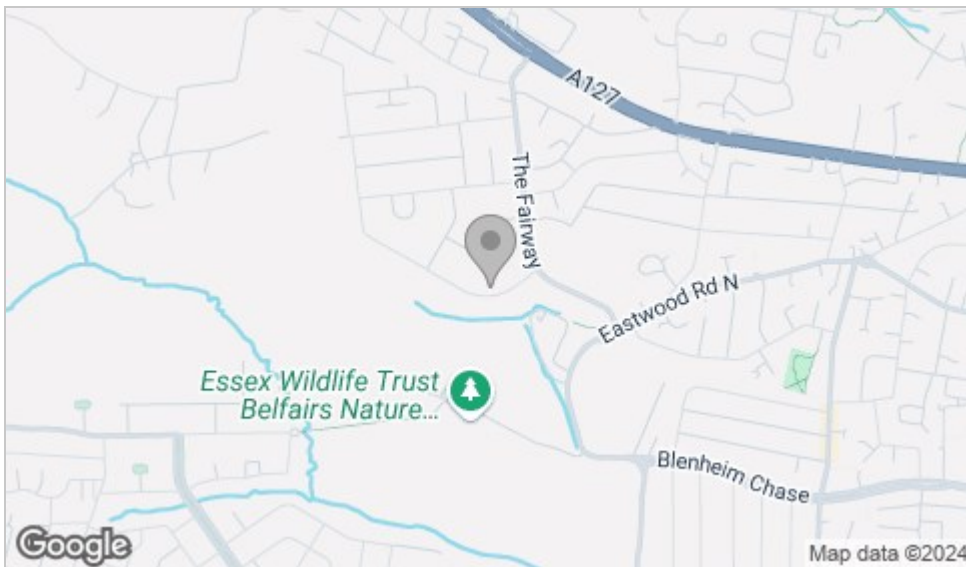 A127
The Fairway
Eastwood Rd N
Essex Wildlife Trust
Belfairs Nature...
Blenheim Chase
Google
Map data ©2024